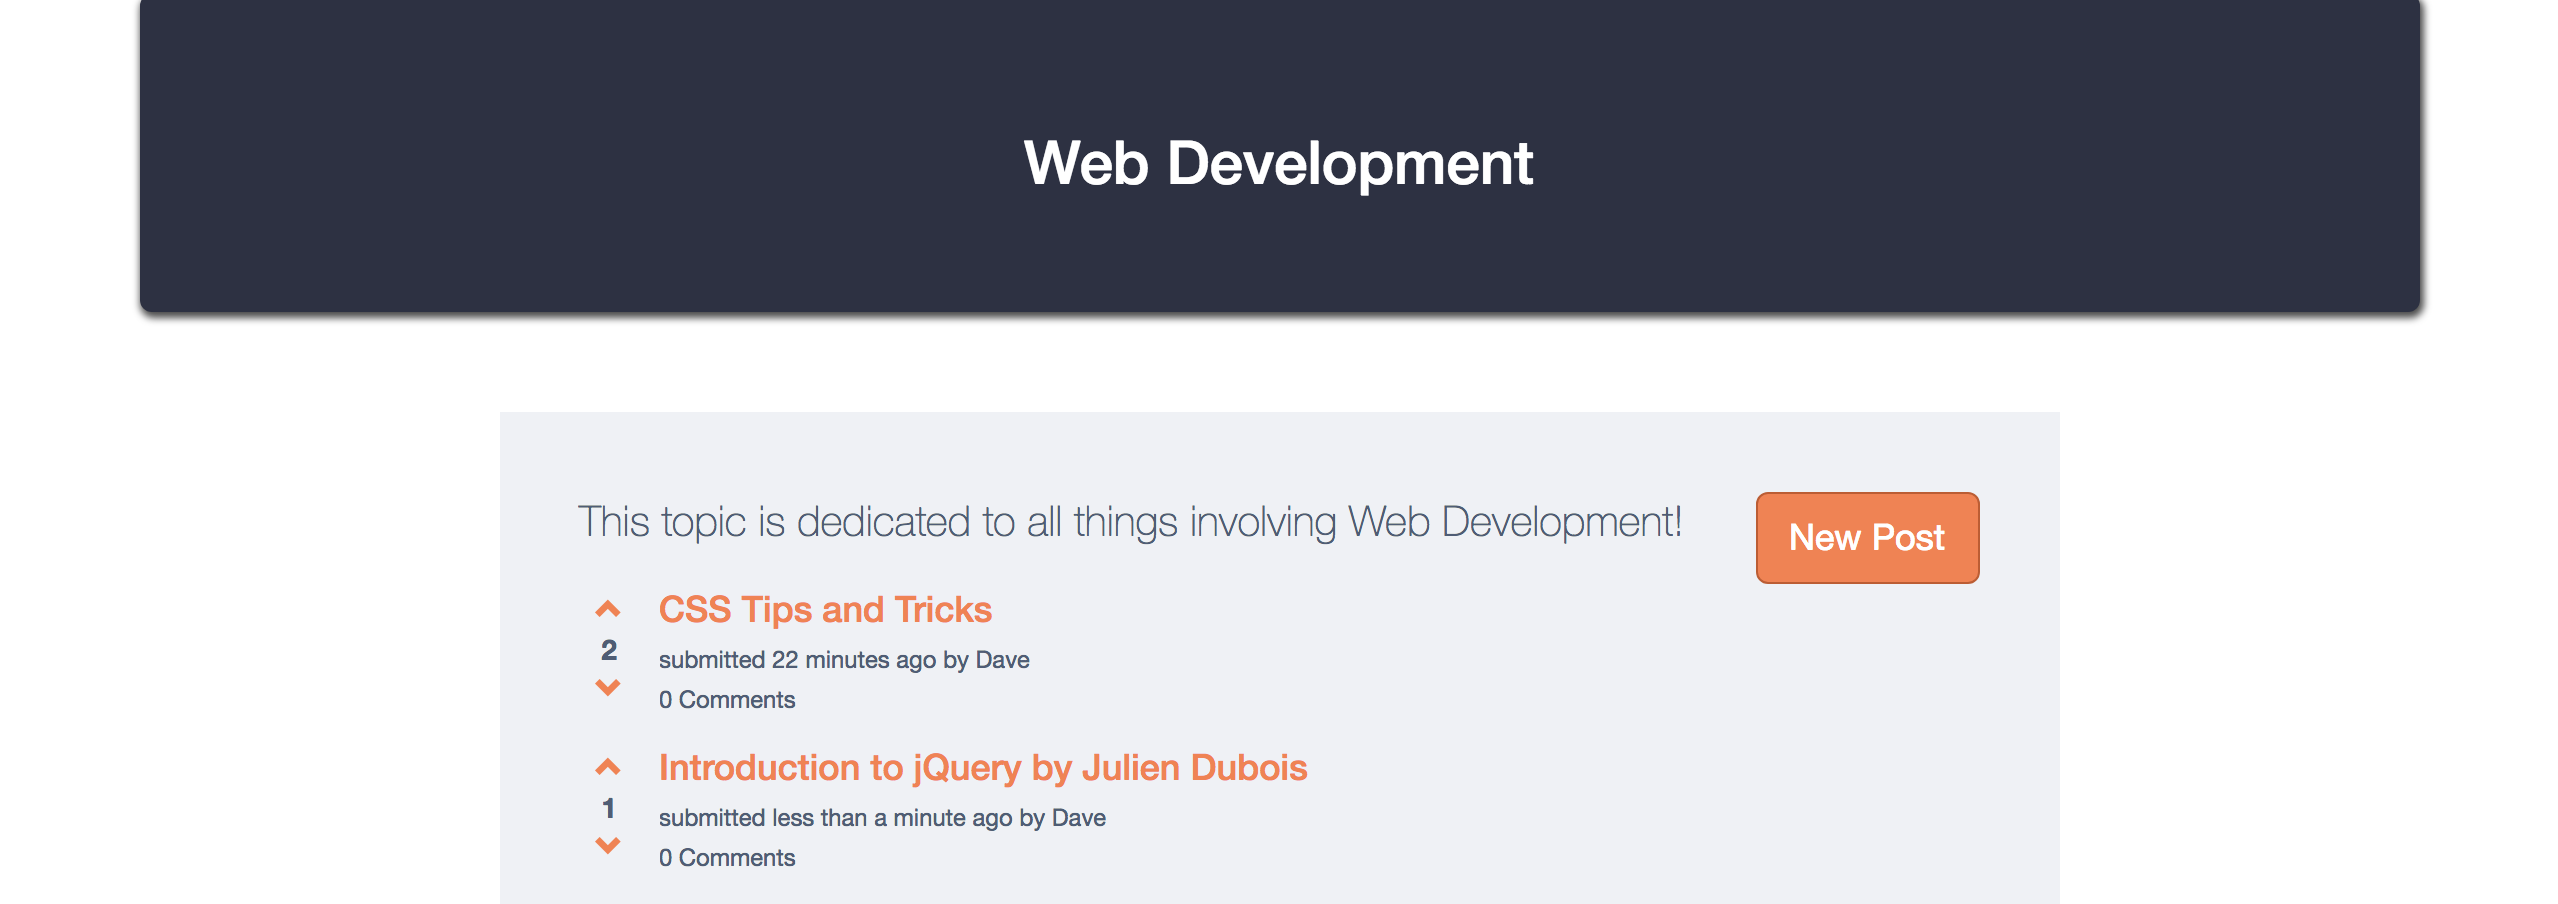 Web Development
This topic is dedicated to all things involving Web Development!
New Post
CSS Tips and Tricks
2
submitted 22 minutes ago by Dave
0 Comments
Introduction to jQuery by Julien Dubois
1
submitted less than a minute ago by Dave
0 Comments